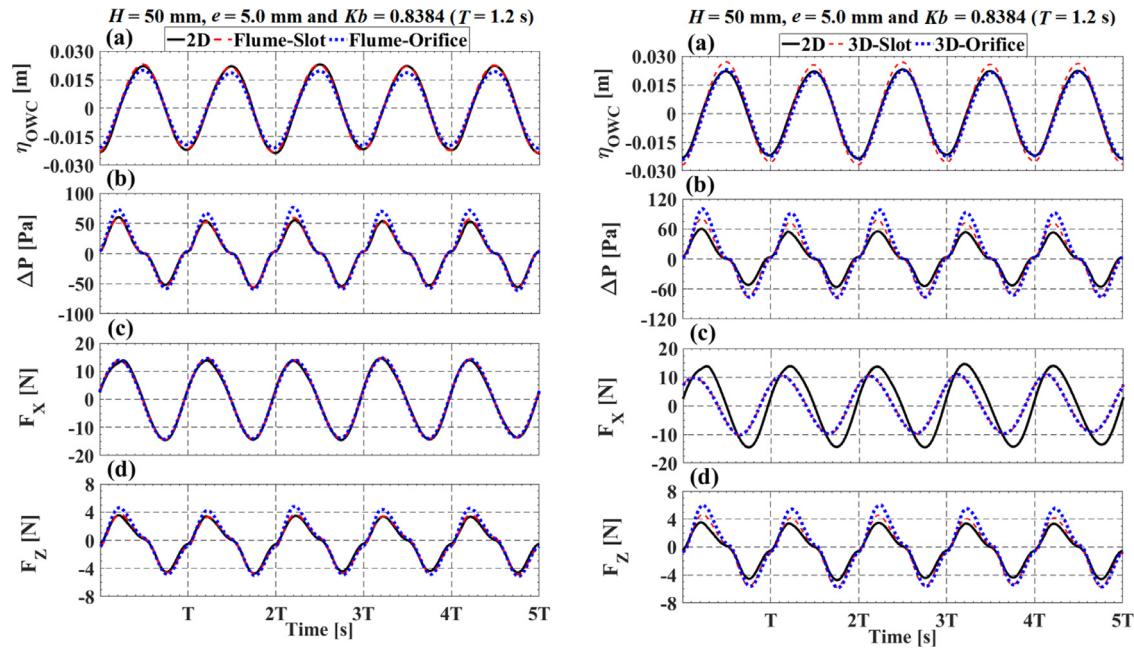 H = 50 mm, e = 5.0 mm and Kb = 0.8384 (T = 1.2 s)
(a)
2D Flume-Slot Flume-Orifice
0.030
0.015
0
-0.015
-0.030
η_OWC [m]
(b)
100
50
0
-50
-100
ΔP [Pa]
(c)
20
10
0
-10
-20
F_X [N]
(d)
8
4
0
-4
-8
F_Z [N]
T 2T 3T 4T 5T
Time [s]
H = 50 mm, e = 5.0 mm and Kb = 0.8384 (T = 1.2 s)
(a)
2D 3D-Slot 3D-Orifice
0.030
0.015
0
-0.015
-0.030
η_OWC [m]
(b)
120
60
0
-60
-120
ΔP [Pa]
(c)
20
10
0
-10
-20
F_X [N]
(d)
8
4
0
-4
-8
F_Z [N]
T 2T 3T 4T 5T
Time [s]